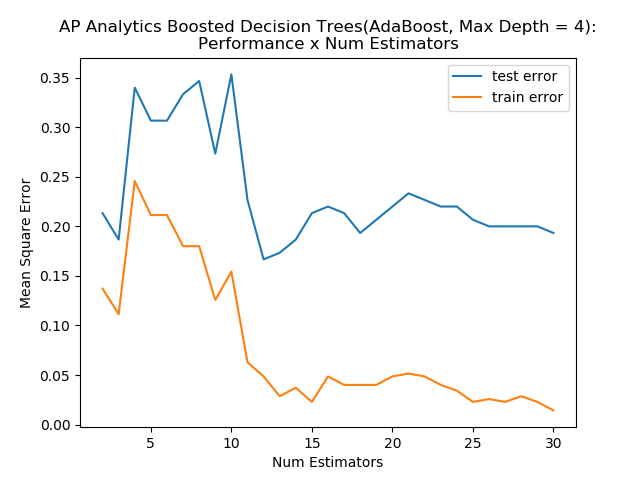 AP Analytics Boosted Decision Trees(AdaBoost, Max Depth = 4):
Performance x Num Estimators
test error
train error
Mean Square Error
0.35
0.30
0.25
0.20
0.15
0.10
0.05
0.00
5 10 15 20 25 30
Num Estimators